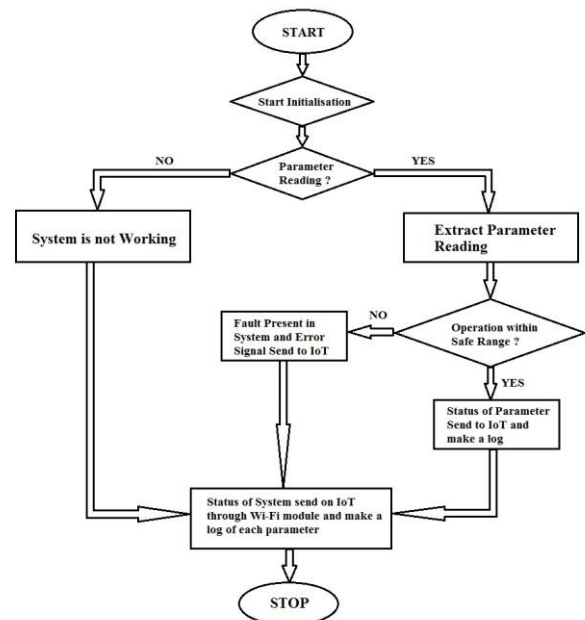 START
Start Initialisation
NO
Parameter
Reading ?
YES
System is not Working
Extract Parameter
Reading
Fault Present in
System and Error
Signal Send to IoT
NO
Operation within
Safe Range ?
YES
Status of Parameter
Send to IoT and
make a log
Status of System send on IoT
through Wi-Fi module and make a
log of each parameter
STOP